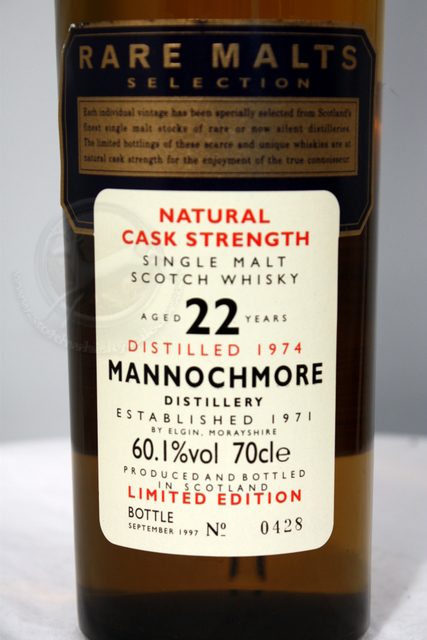 RARE MALTS
SELECTION
Each individual vintage has been specially selected from Scotland's
finest single malt stocks of rare or now silent distilleries.
The limited bottlings of these scarce and unique whiskies are at
natural cask strength for the enjoyment of the true connoisseur
NATURAL
CASK STRENGTH
SINGLE MALT
SCOTCH WHISKY
AGED 22 YEARS
DISTILLED 1974
MANNOCHMORE
DISTILLERY
ESTABLISHED 1971
BY ELGIN, MORAYSHIRE
60.1%vol 70cle
PRODUCED AND BOTTLED
IN SCOTLAND
LIMITED EDITION
BOTTLE
SEPTEMBER 1997 Nº 0428